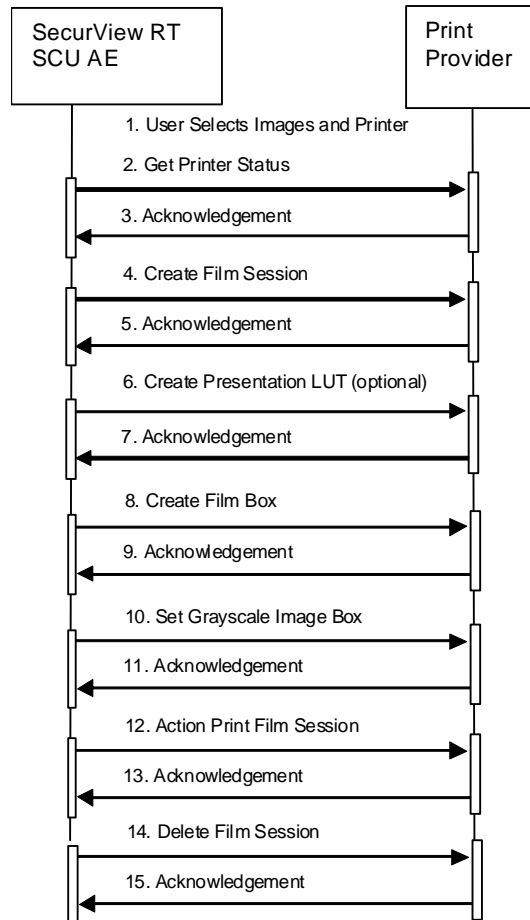 SecurView RT
SCU AE
Print
Provider
1. User Selects Images and Printer
2. Get Printer Status
3. Acknowledgement
4. Create Film Session
5. Acknowledgement
6. Create Presentation LUT (optional)
7. Acknowledgement
8. Create Film Box
9. Acknowledgement
10. Set Grayscale Image Box
11. Acknowledgement
12. Action Print Film Session
13. Acknowledgement
14. Delete Film Session
15. Acknowledgement